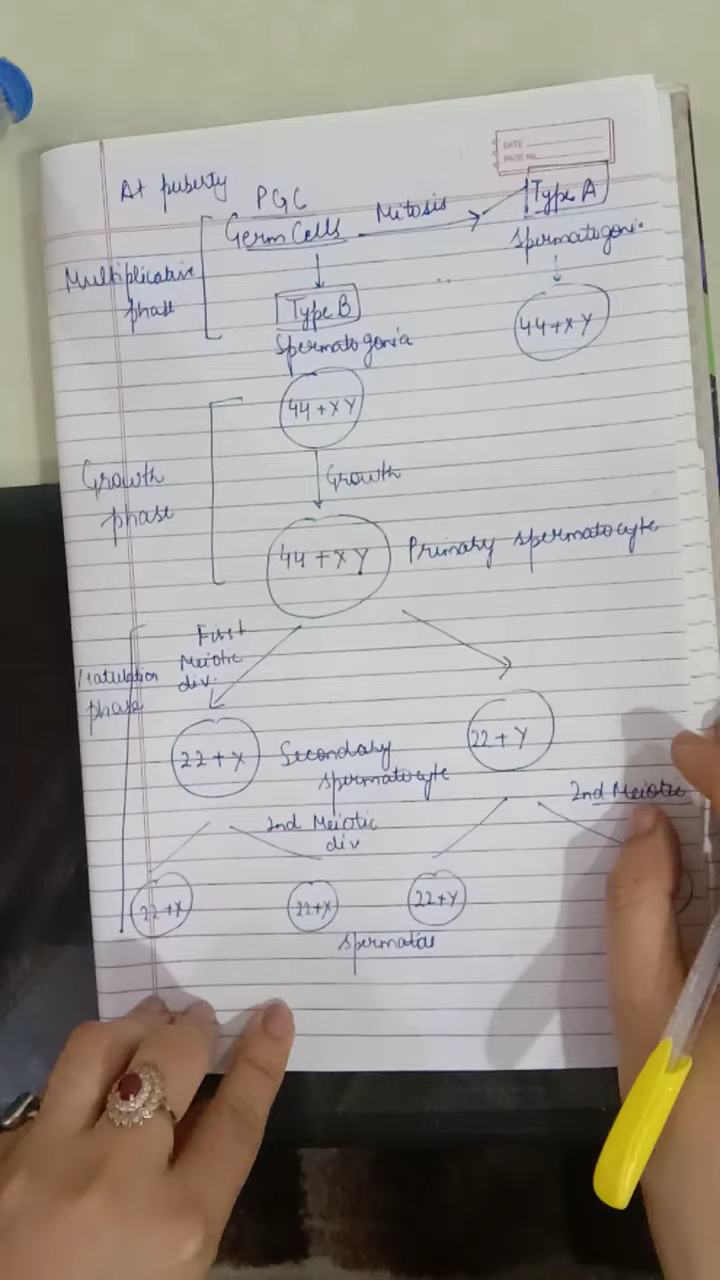 DATE
PAGE No.
At puberty
PGC
Germ Cells
Mitosis
Type A
Spermatogonia
44+XY
Multiplicative
phase
Type B
Spermatogonia
44+XY
Growth
phase
Growth
44+XY
Primary spermatocyte
First
Meiotic
div.
Maturation
phase
22+X
Secondary
spermatocyte
22+Y
2nd Meiotic
div
2nd Meiotic
22+X
22+X
22+Y